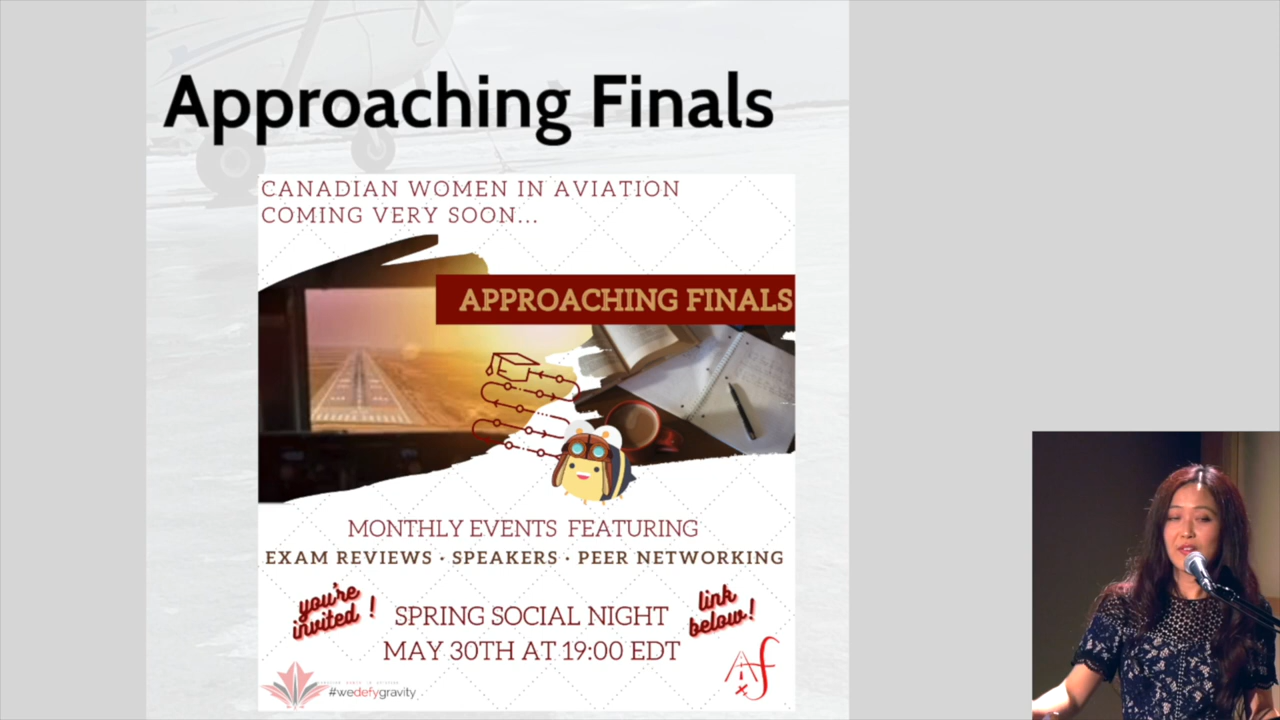 Approaching Finals
CANADIAN WOMEN IN AVIATION
COMING VERY SOON...
APPROACHING FINALS
MONTHLY EVENTS FEATURING
EXAM REVIEWS · SPEAKERS · PEER NETWORKING
you're
invited !
SPRING SOCIAL NIGHT
MAY 30TH AT 19:00 EDT
link
below!
#wedefygravity
Af